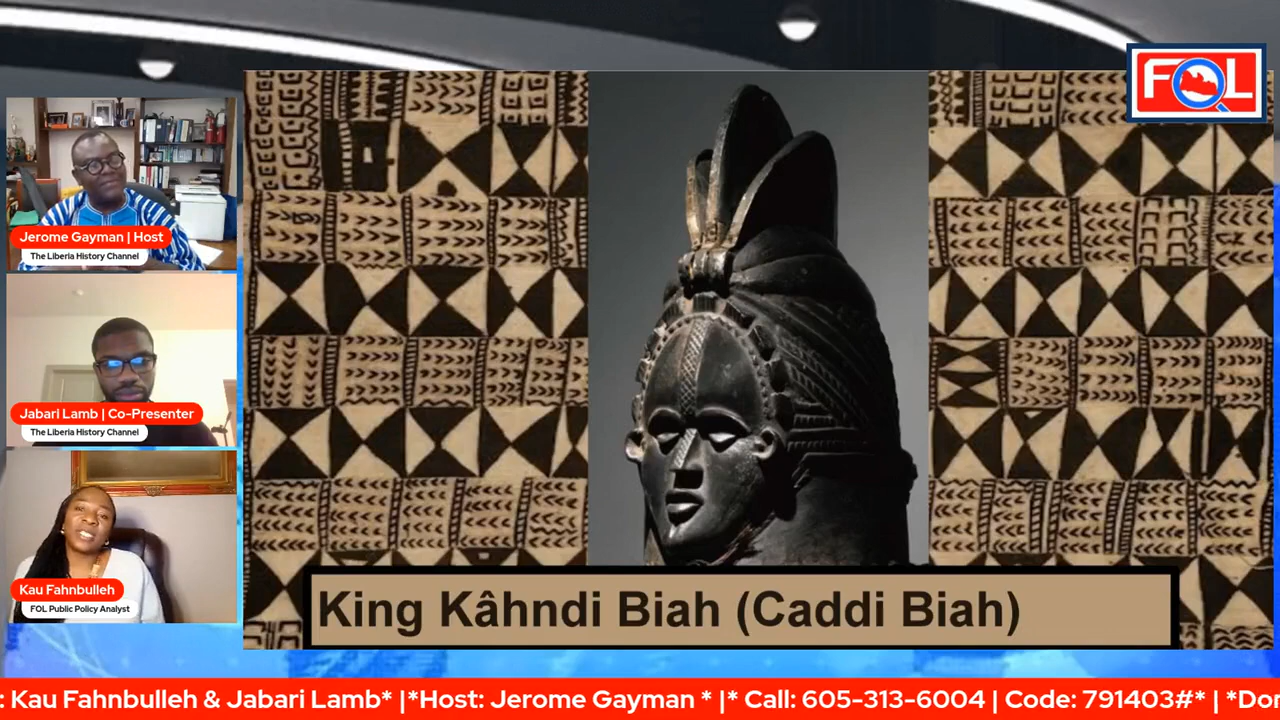 FOL
Jerome Gayman | Host
The Liberia History Channel
Jabari Lamb | Co-Presenter
The Liberia History Channel
Kau Fahnbulleh
FOL Public Policy Analyst
King Kâhndi Biah (Caddi Biah)
: Kau Fahnbulleh & Jabari Lamb* |*Host: Jerome Gayman * |* Call: 605-313-6004 | Code: 791403#* | *Do